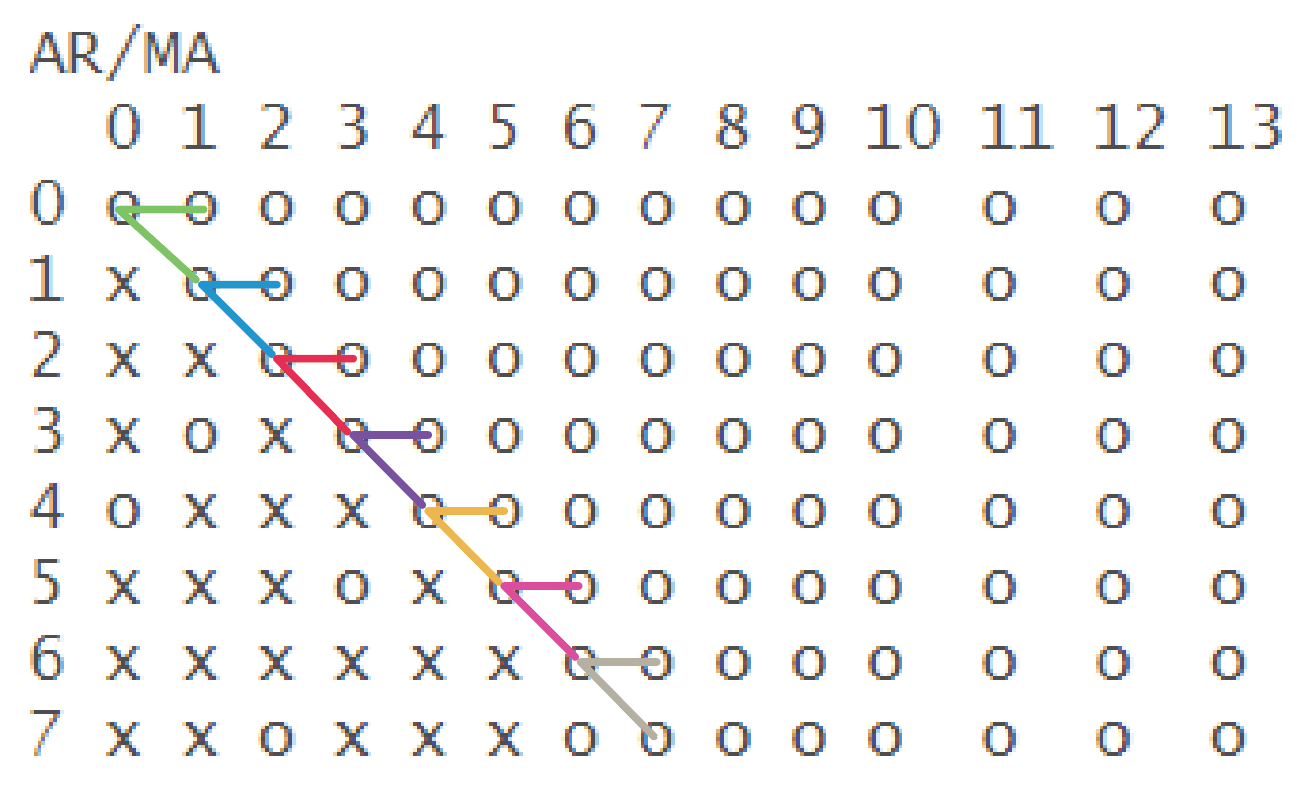 AR/MA
0 1 2 3 4 5 6 7 8 9 10 11 12 13
0 o o o o o o o o o o o o o o
1 x o o o o o o o o o o o o o
2 x x o o o o o o o o o o o o
3 x o x o o o o o o o o o o o
4 o x x x o o o o o o o o o o
5 x x x o x o o o o o o o o o
6 x x x x x x o o o o o o o o
7 x x o x x x o o o o o o o o